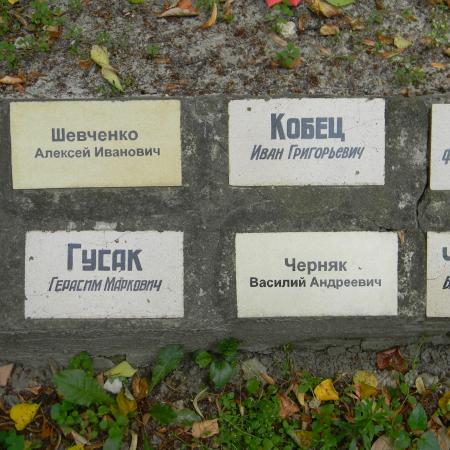 Шевченко
Алексей Иванович
Кобец
Иван Григорьевич
Гусак
Герасим Маркович
Черняк
Василий Андреевич